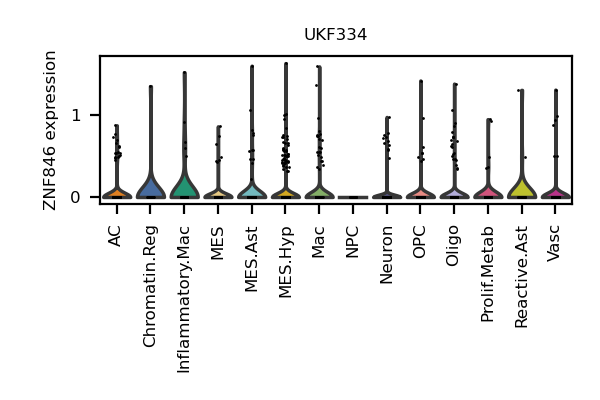 UKF334
ZNF846 expression
1
0
AC
Chromatin.Reg
Inflammatory.Mac
MES
MES.Ast
MES.Hyp
Mac
NPC
Neuron
OPC
Oligo
Prolif.Metab
Reactive.Ast
Vasc